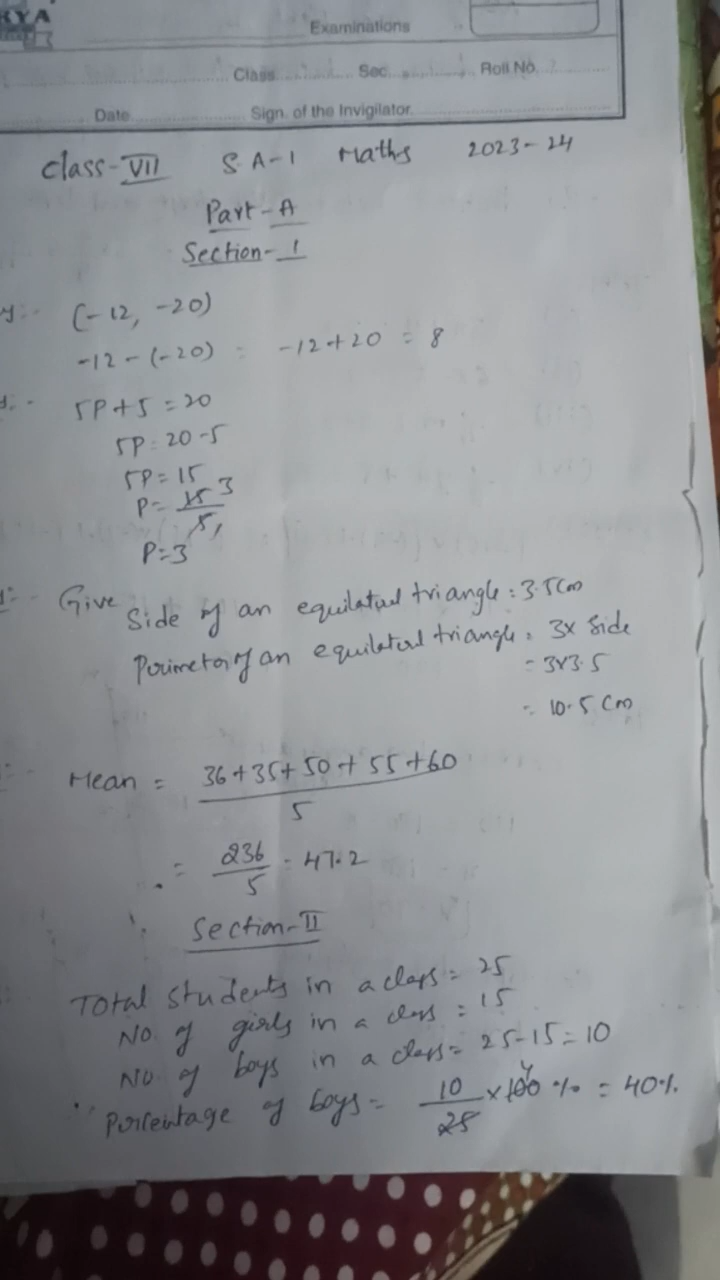 Examinations
Class Sec. Roll No.
Date Sign. of the Invigilator
Class-VII S A-1 Maths 2023-24
Part-A
Section-1
(-12, -20)
-12-(-20) = -12+20 = 8
5P+5 = 20
5P = 20-5
5P = 15
P = 15/5 3 1
P=3
Give Side of an equilateral triangle = 3.5cm
Perimeter of an equilateral triangle = 3x Side
= 3x3.5
= 10.5 cm
Mean = 36+35+50+55+60 / 5
= 236/5 = 47.2
Section-II
Total students in a class = 25
No. of girls in a class = 15
No of boys in a class = 25-15=10
Percentage of boys = 10/25 x 100 % = 40%